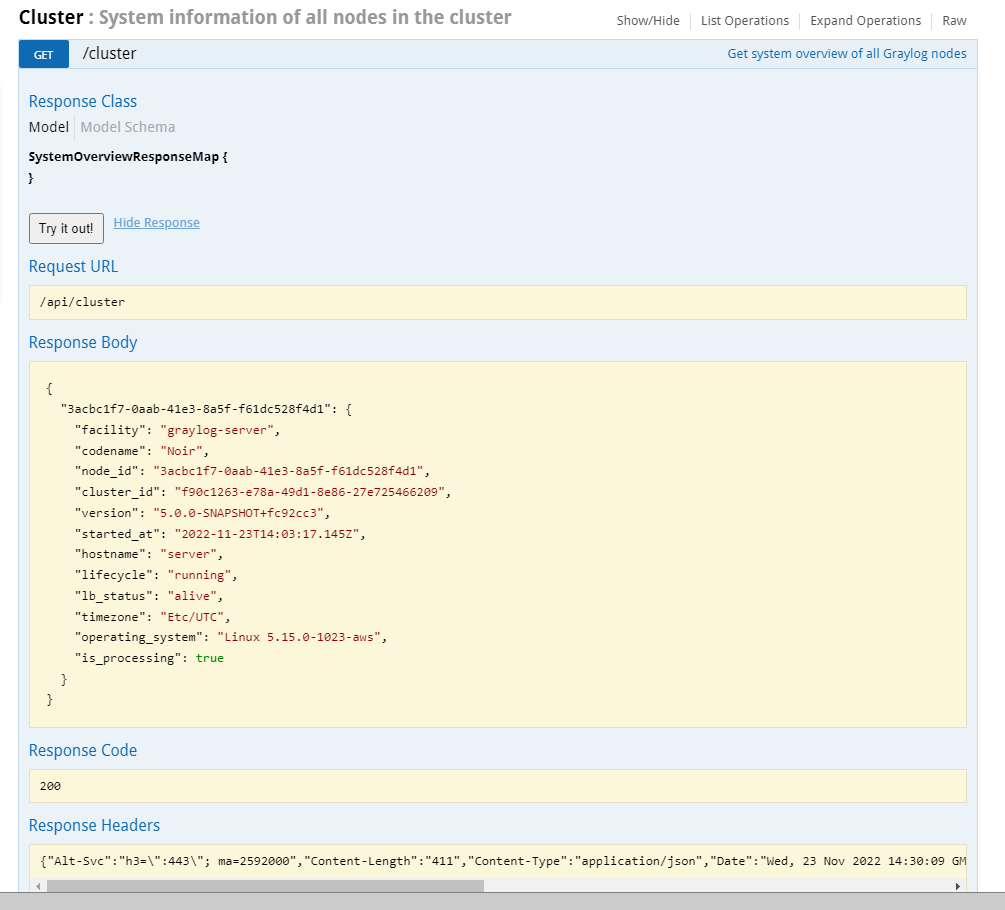 Cluster : System information of all nodes in the cluster
Show/Hide List Operations Expand Operations Raw
GET /cluster Get system overview of all Graylog nodes
Response Class
Model Model Schema
SystemOverviewResponseMap {
}
Try it out! Hide Response
Request URL
/api/cluster
Response Body
{
"3acbc1f7-0aab-41e3-8a5f-f61dc528f4d1": {
"facility": "graylog-server",
"codename": "Noir",
"node_id": "3acbc1f7-0aab-41e3-8a5f-f61dc528f4d1",
"cluster_id": "f90c1263-e78a-49d1-8e86-27e725466209",
"version": "5.0.0-SNAPSHOT+fc92cc3",
"started_at": "2022-11-23T14:03:17.145Z",
"hostname": "server",
"lifecycle": "running",
"lb_status": "alive",
"timezone": "Etc/UTC",
"operating_system": "Linux 5.15.0-1023-aws",
"is_processing": true
}
}
Response Code
200
Response Headers
{"Alt-Svc":"h3=\":443\"; ma=2592000","Content-Length":"411","Content-Type":"application/json","Date":"Wed, 23 Nov 2022 14:30:09 GM